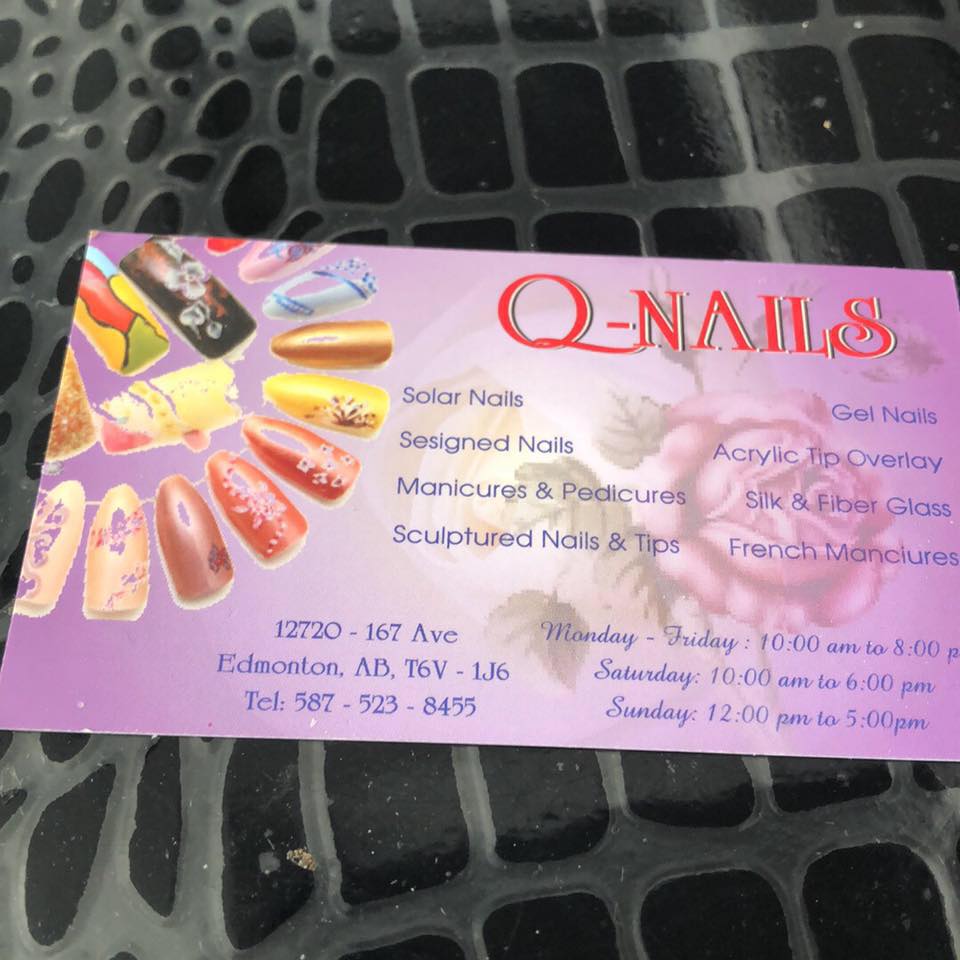 Q-NAILS
Solar Nails
Sesigned Nails
Manicures & Pedicures
Sculptured Nails & Tips
Gel Nails
Acrylic Tip Overlay
Silk & Fiber Glass
French Manciures
12720 - 167 Ave
Edmonton, AB, T6V - 1J6
Tel: 587 - 523 - 8455
Monday - Friday : 10:00 am to 8:00 p
Saturday: 10:00 am to 6:00 pm
Sunday: 12:00 pm to 5:00pm